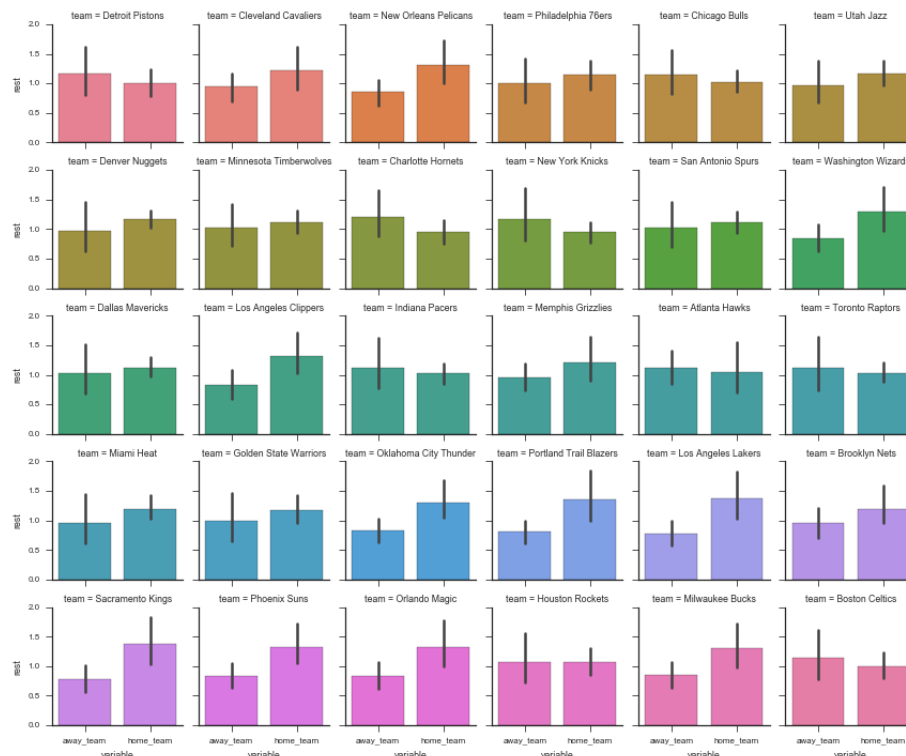 team = Detroit Pistons
team = Cleveland Cavaliers
team = New Orleans Pelicans
team = Philadelphia 76ers
team = Chicago Bulls
team = Utah Jazz
2.0
1.5
rest
1.0
0.5
0.0
team = Denver Nuggets
team = Minnesota Timberwolves
team = Charlotte Hornets
team = New York Knicks
team = San Antonio Spurs
team = Washington Wizard
2.0
1.5
rest
1.0
0.5
0.0
team = Dallas Mavericks
team = Los Angeles Clippers
team = Indiana Pacers
team = Memphis Grizzlies
team = Atlanta Hawks
team = Toronto Raptors
2.0
1.5
rest
1.0
0.5
0.0
team = Miami Heat
team = Golden State Warriors
team = Oklahoma City Thunder
team = Portland Trail Blazers
team = Los Angeles Lakers
team = Brooklyn Nets
2.0
1.5
rest
1.0
0.5
0.0
team = Sacramento Kings
team = Phoenix Suns
team = Orlando Magic
team = Houston Rockets
team = Milwaukee Bucks
team = Boston Celtics
2.0
1.5
rest
1.0
0.5
0.0
away_team home_team
away_team home_team
away_team home_team
away_team home_team
away_team home_team
away_team home_team
variable
variable
variable
variable
variable
variable